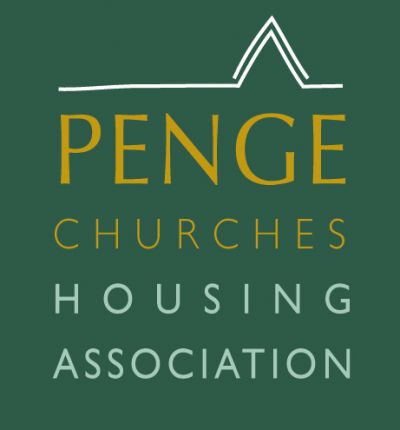 PENGE
CHURCHES
HOUSING
ASSOCIATION